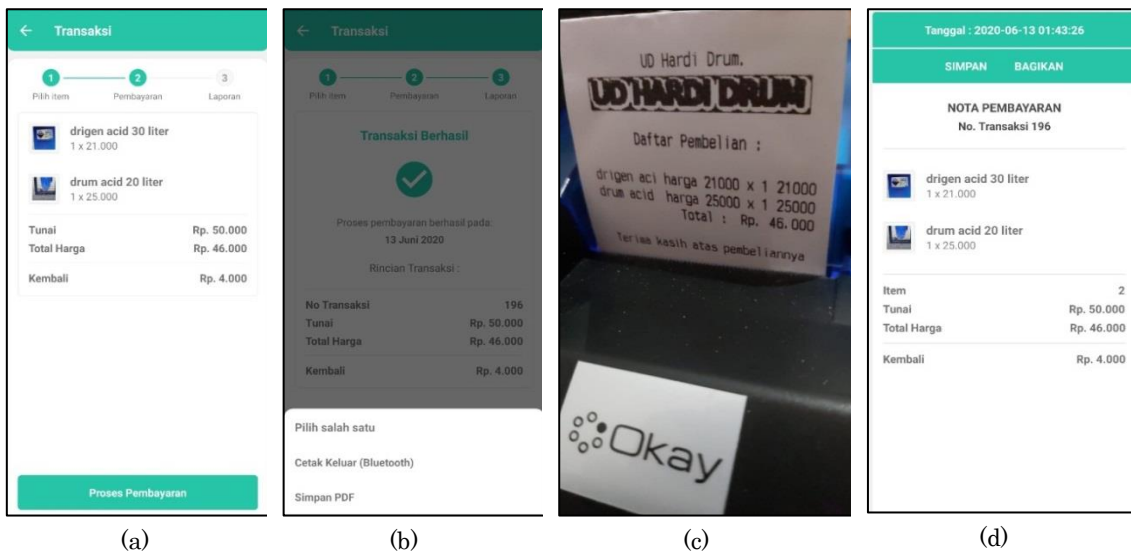 Transaksi
1 2 3
Pilih item Pembayaran Laporan
drigen acid 30 liter
1 x 21.000
drum acid 20 liter
1 x 25.000
Tunai Rp. 50.000
Total Harga Rp. 46.000
Kembali Rp. 4.000
Proses Pembayaran
(a)
Transaksi
1 2 3
Pilih item Pembayaran Laporan
Transaksi Berhasil
Proses pembayaran berhasil pada:
13 Juni 2020
Rincian Transaksi :
No Transaksi 196
Tunai Rp. 50.000
Total Harga Rp. 46.000
Kembali Rp. 4.000
Pilih salah satu
Cetak Keluar (Bluetooth)
Simpan PDF
(b)
UD Hardi Drum.
UD HARDI DRUM
Daftar Pembelian :
drigen aci harga 21000 x 1 21000
drum acid harga 25000 x 1 25000
Total : Rp. 46.000
Terima kasih atas pembeliannya
Okay
(c)
Tanggal : 2020-06-13 01:43:26
SIMPAN BAGIKAN
NOTA PEMBAYARAN
No. Transaksi 196
drigen acid 30 liter
1 x 21.000
drum acid 20 liter
1 x 25.000
Item 2
Tunai Rp. 50.000
Total Harga Rp. 46.000
Kembali Rp. 4.000
(d)